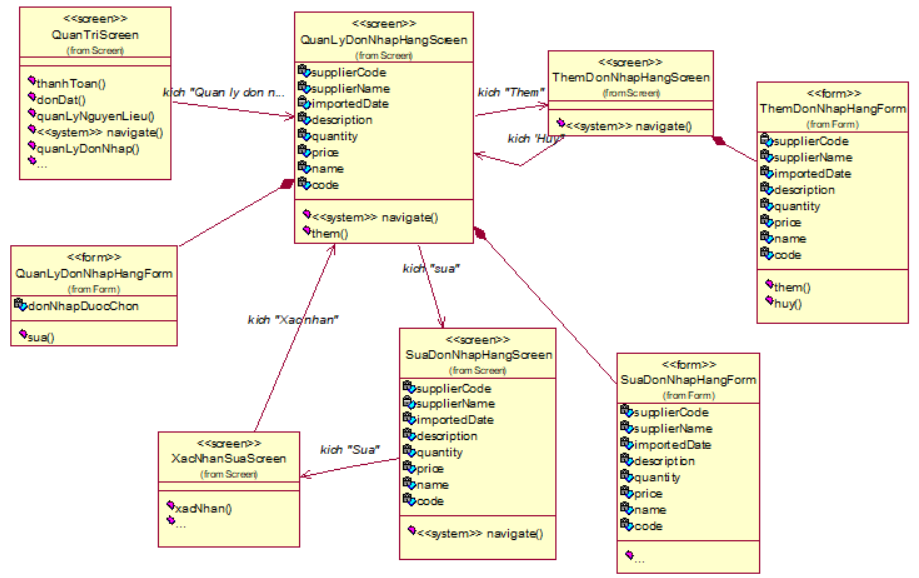 <<screen>>
QuanTriScreen
(from Screen)
thanhToan()
donDat()
quanLyNguyenLieu()
<<system>> navigate()
quanLyDonNhap()
...
kich "Quan ly don n...
<<screen>>
QuanLyDonNhapHangScreen
(from Screen)
supplierCode
supplierName
importedDate
description
quantity
price
name
code
<<system>> navigate()
them()
kich "Them"
kich "Huy"
<<screen>>
ThemDonNhapHangScreen
(from Screen)
<<system>> navigate()
<<form>>
ThemDonNhapHangForm
(from Form)
supplierCode
supplierName
importedDate
description
quantity
price
name
code
them()
huy()
<<form>>
QuanLyDonNhapHangForm
(from Form)
donNhapDuocChon
sua()
kich "sua"
kich "Xac nhan"
<<screen>>
SuaDonNhapHangScreen
(from Screen)
supplierCode
supplierName
importedDate
description
quantity
price
name
code
<<system>> navigate()
<<form>>
SuaDonNhapHangForm
(from Form)
supplierCode
supplierName
importedDate
description
quantity
price
name
code
...
kich "Sua"
<<screen>>
XacNhanSuaScreen
(from Screen)
xacNhan()
...